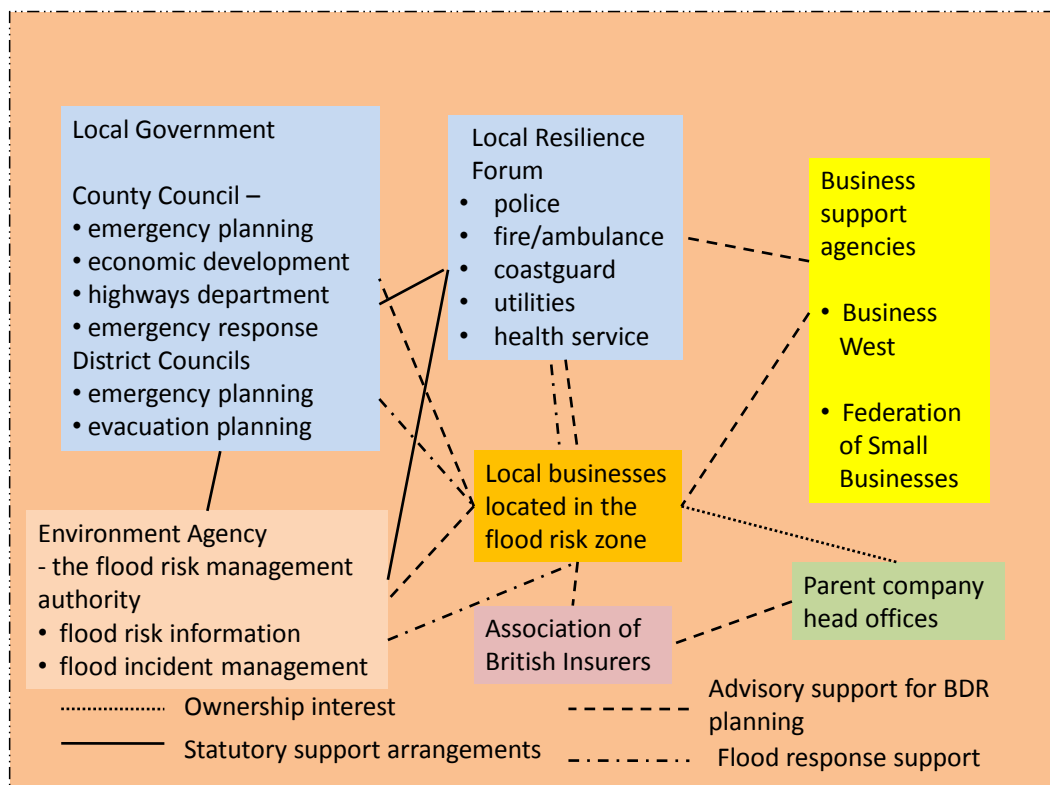 Local Government
County Council –
• emergency planning
• economic development
• highways department
• emergency response
District Councils
• emergency planning
• evacuation planning
Local Resilience
Forum
• police
• fire/ambulance
• coastguard
• utilities
• health service
Business
support
agencies
• Business
West
• Federation
of Small
Businesses
Local businesses
located in the
flood risk zone
Environment Agency
- the flood risk management
authority
• flood risk information
• flood incident management
Association of
British Insurers
Parent company
head offices
Ownership interest
Statutory support arrangements
Advisory support for BDR
planning
Flood response support